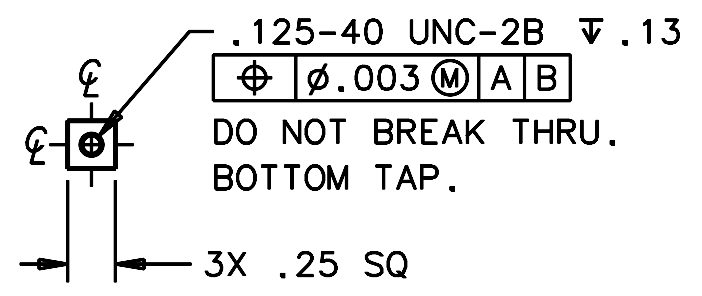 .125-40 UNC-2B ↧ .13
⌖ ⌀.003 Ⓜ A B
DO NOT BREAK THRU.
BOTTOM TAP.
℄
℄
3X .25 SQ